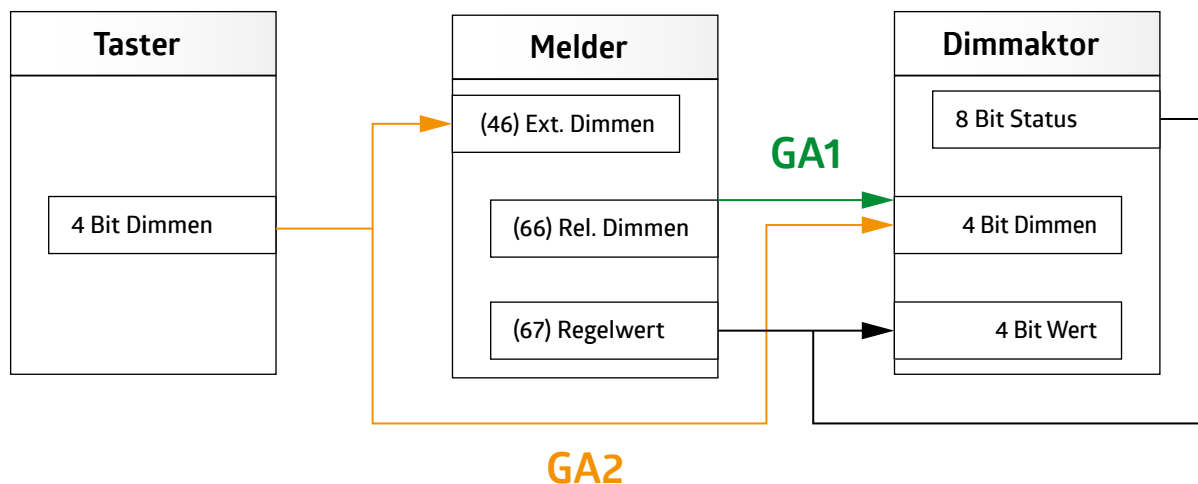 Taster
Melder
Dimmaktor
(46) Ext. Dimmen
8 Bit Status
GA1
4 Bit Dimmen
(66) Rel. Dimmen
4 Bit Dimmen
(67) Regelwert
4 Bit Wert
GA2